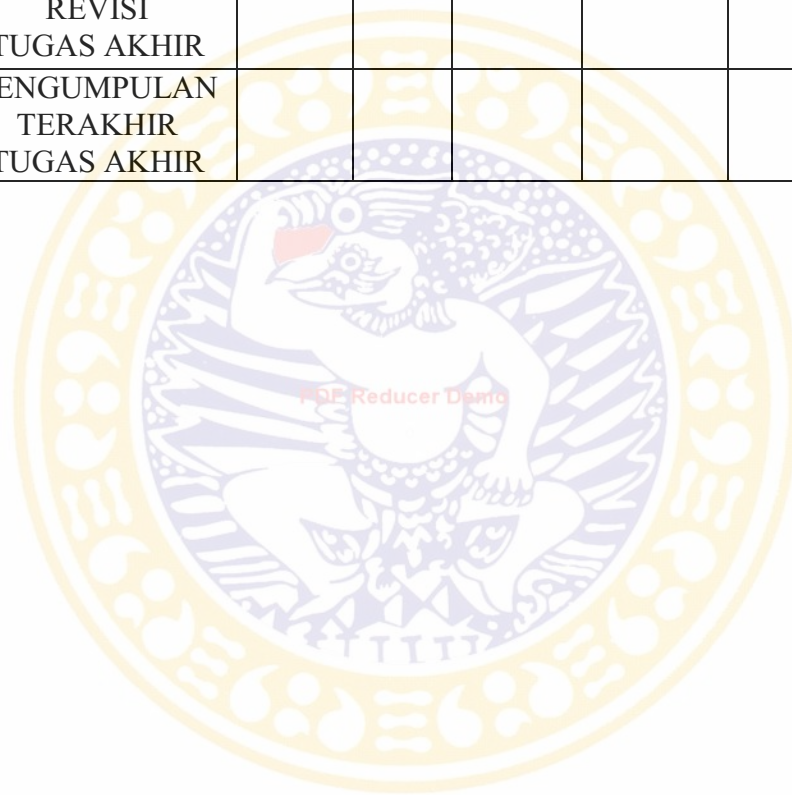 REVISI
TUGAS AKHIR
ENGUMPULAN
TERAKHIR
TUGAS AKHIR
PDF Reducer Demo